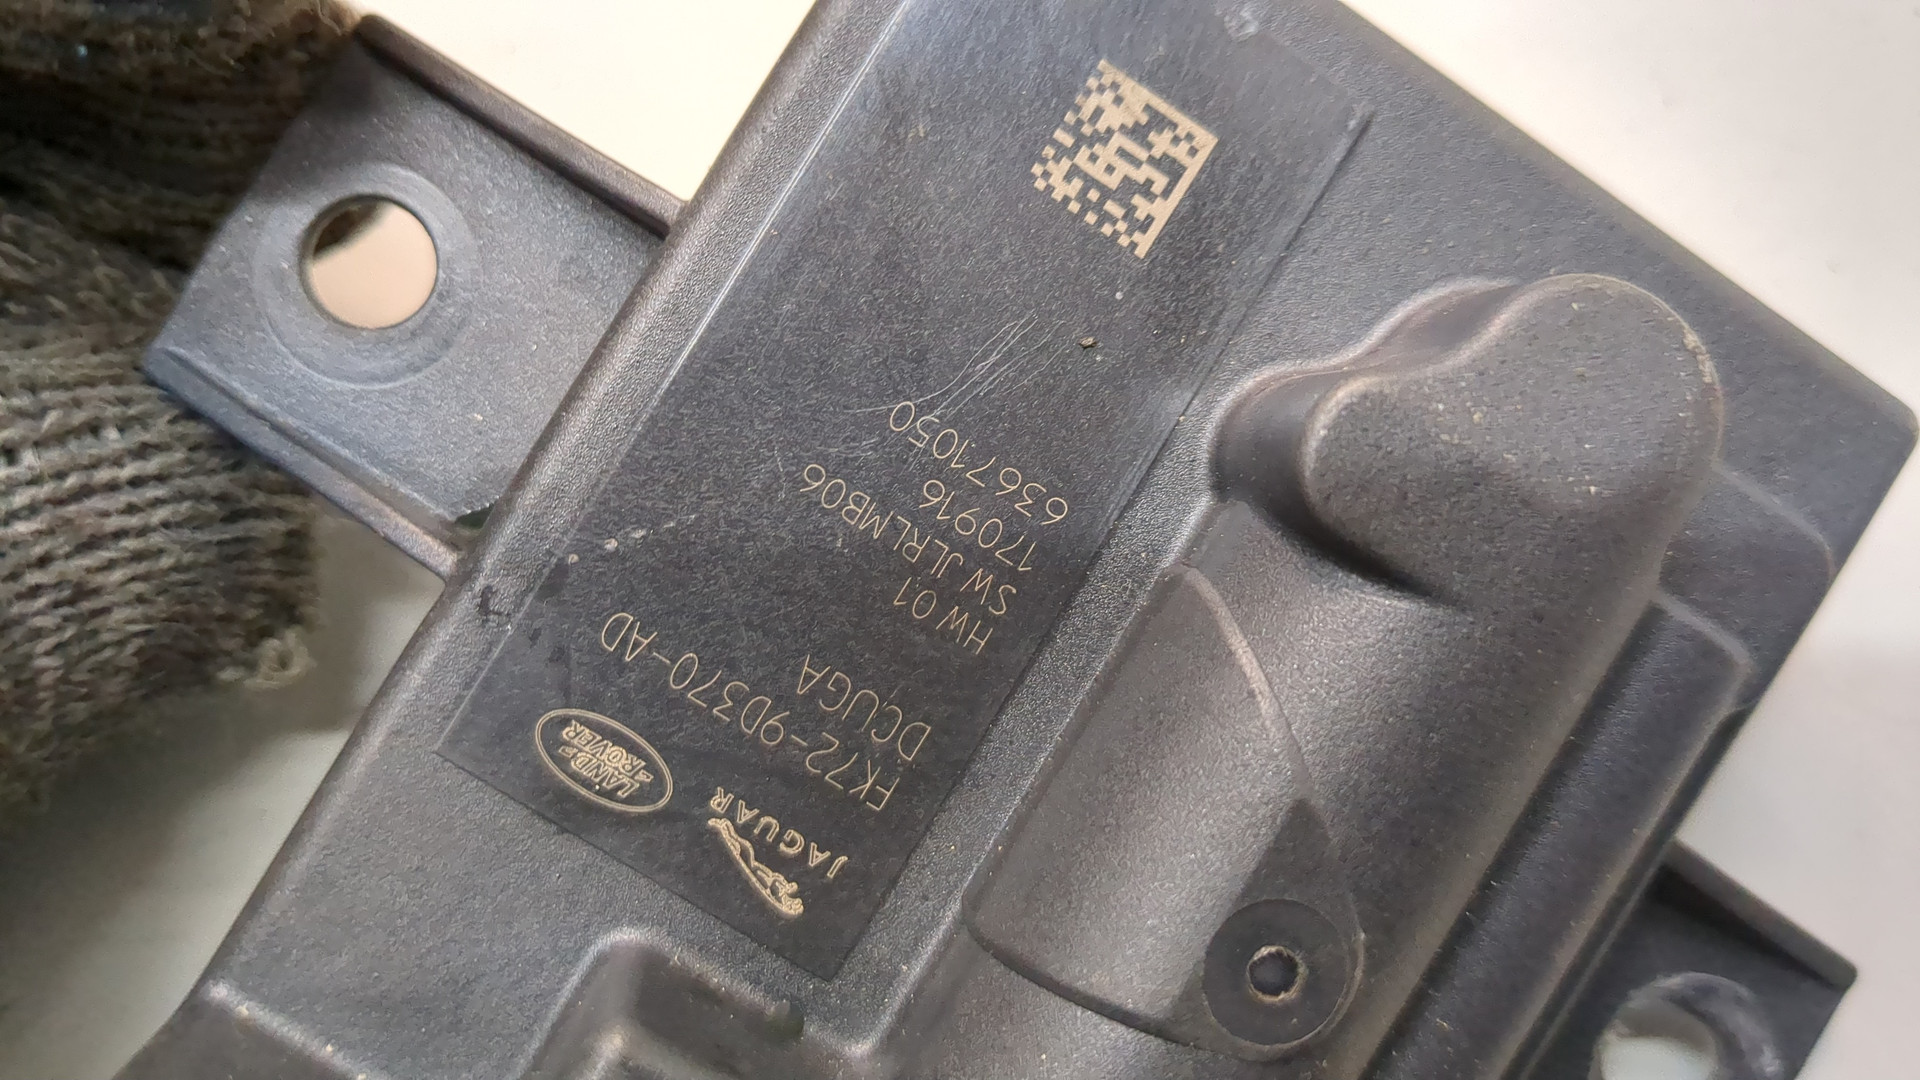 JAGUAR
LAND
ROVER
FK72-9D370-AD
DCUGA
HW 01
SW JLRLMB06
170916
63671050